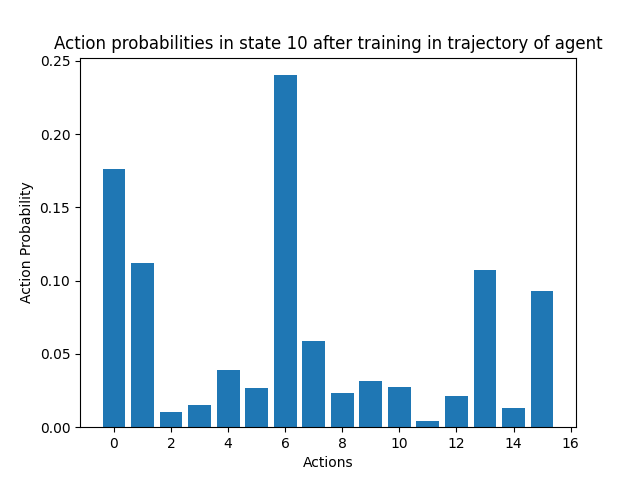 Action probabilities in state 10 after training in trajectory of agent
0.25
0.20
0.15
0.10
0.05
0.00
Action Probability
0 2 4 6 8 10 12 14 16
Actions